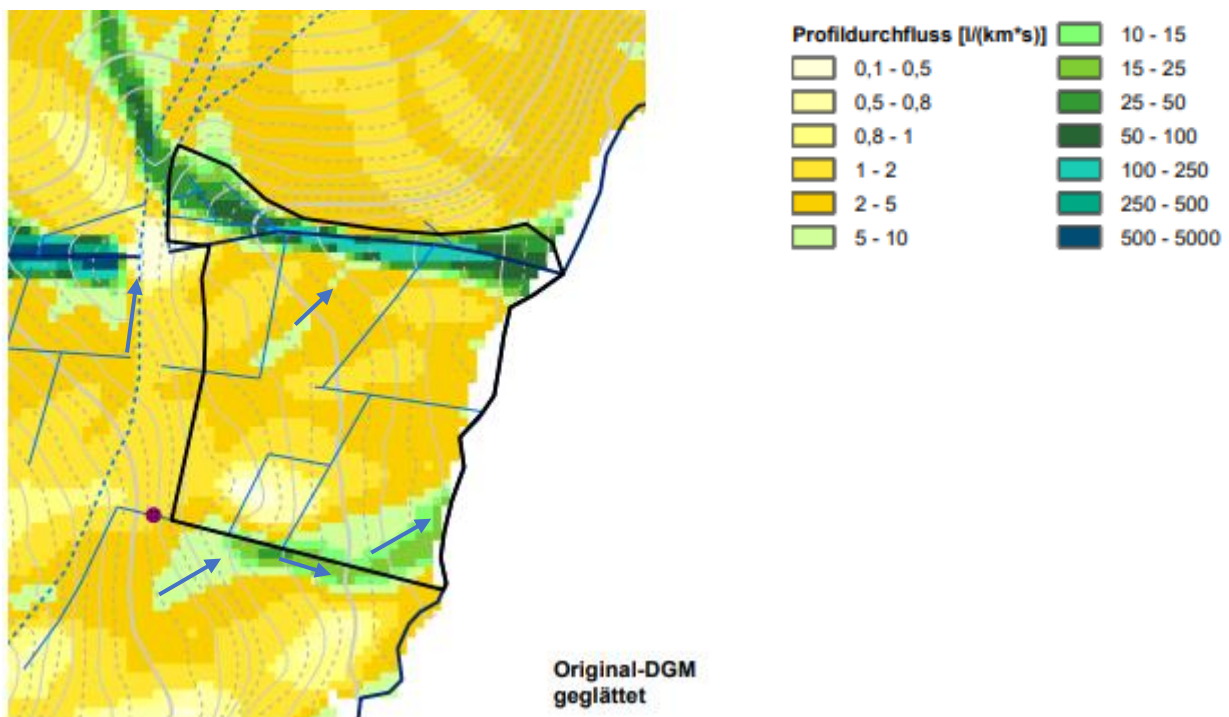 Profildurchfluss [l/(km*s)]
0,1 - 0,5
0,5 - 0,8
0,8 - 1
1 - 2
2 - 5
5 - 10
10 - 15
15 - 25
25 - 50
50 - 100
100 - 250
250 - 500
500 - 5000
Original-DGM
geglättet